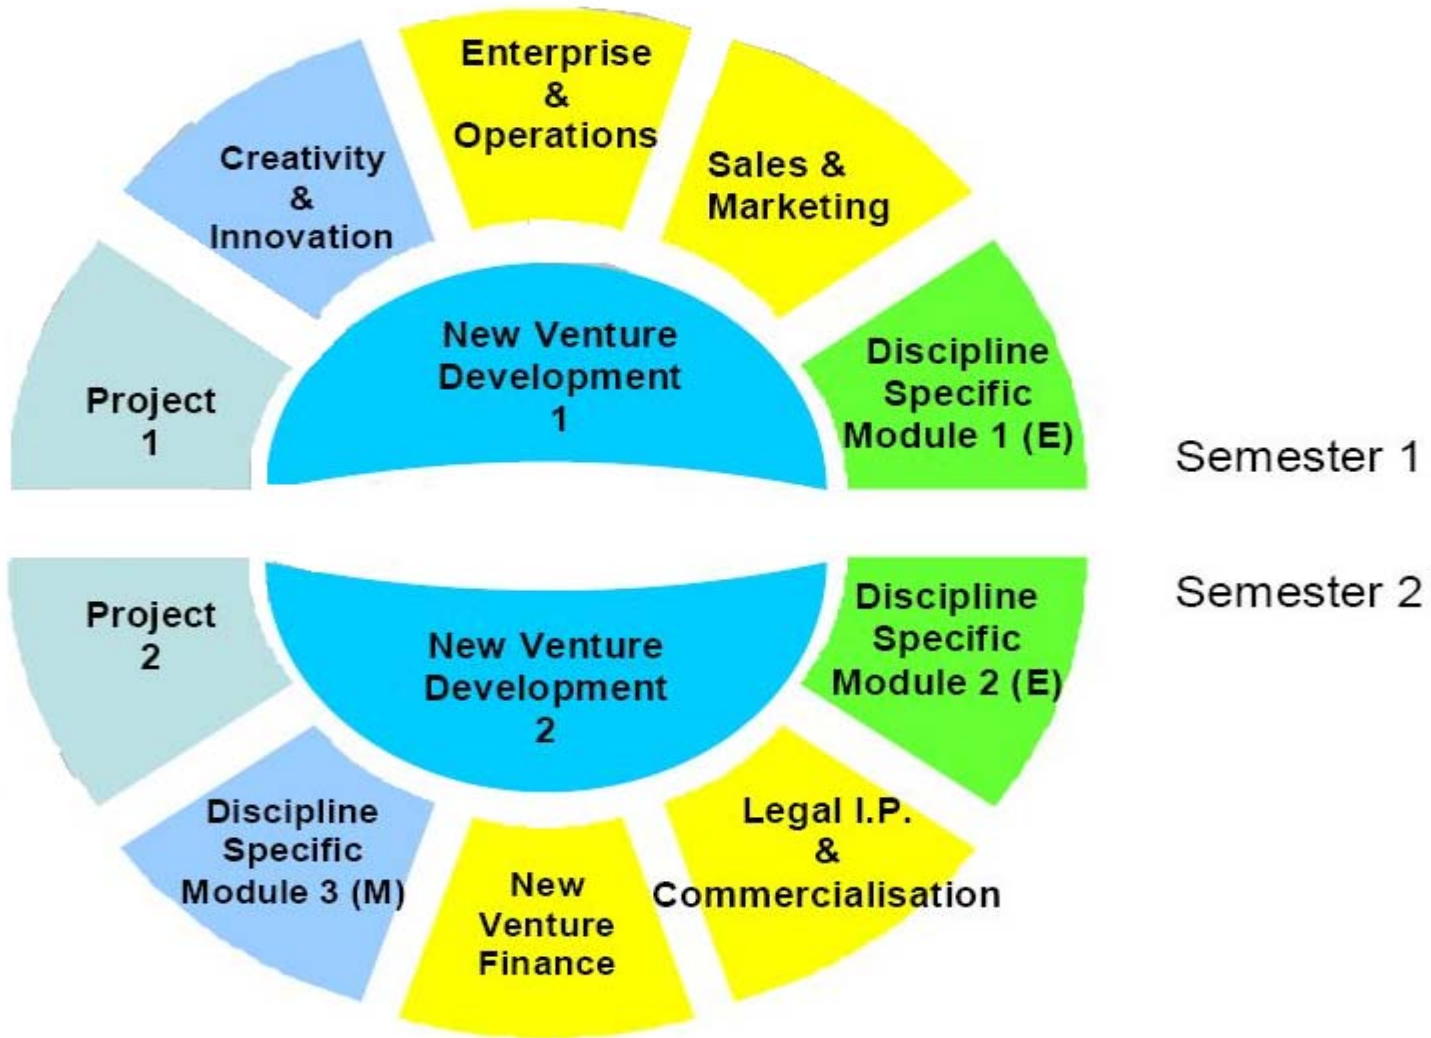 Enterprise
&
Operations
Creativity
&
Innovation
Sales &
Marketing
Project
1
New Venture
Development
1
Discipline
Specific
Module 1 (E)
Semester 1
Semester 2
Project
2
New Venture
Development
2
Discipline
Specific
Module 2 (E)
Discipline
Specific
Module 3 (M)
New
Venture
Finance
Legal I.P.
&
Commercialisation